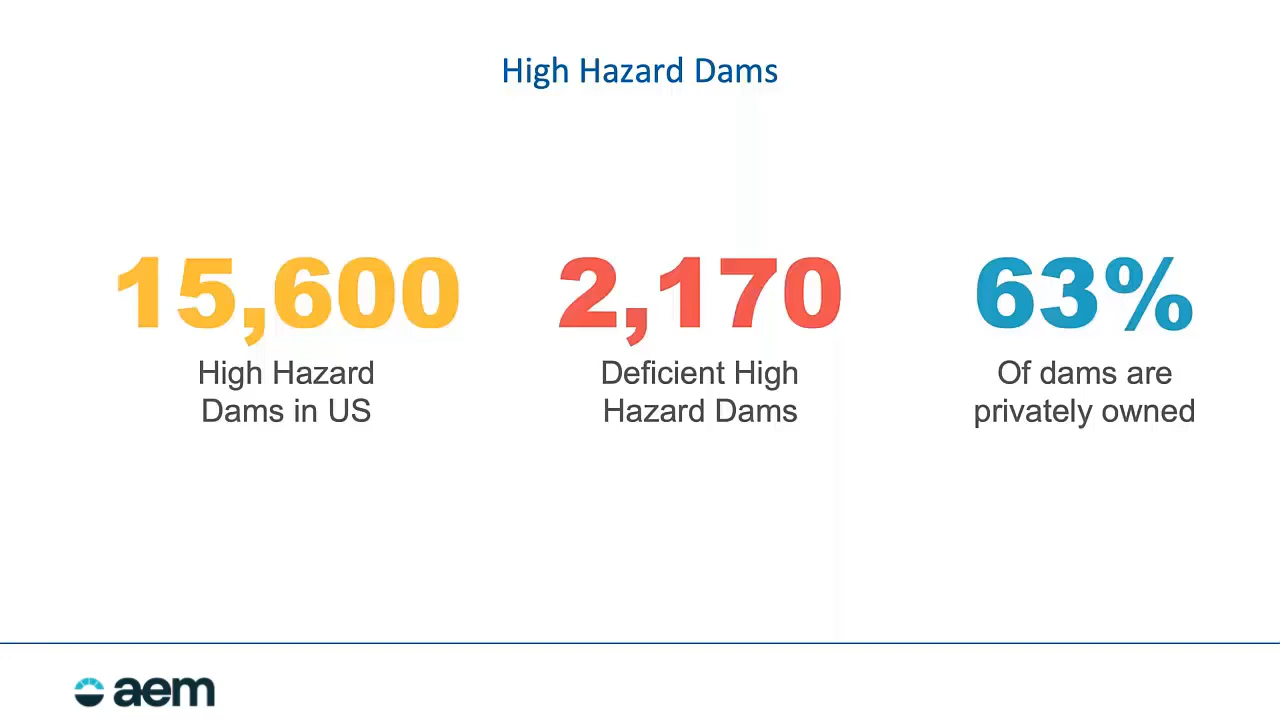 High Hazard Dams
15,600
High Hazard
Dams in US
2,170
Deficient High
Hazard Dams
63%
Of dams are
privately owned
aem